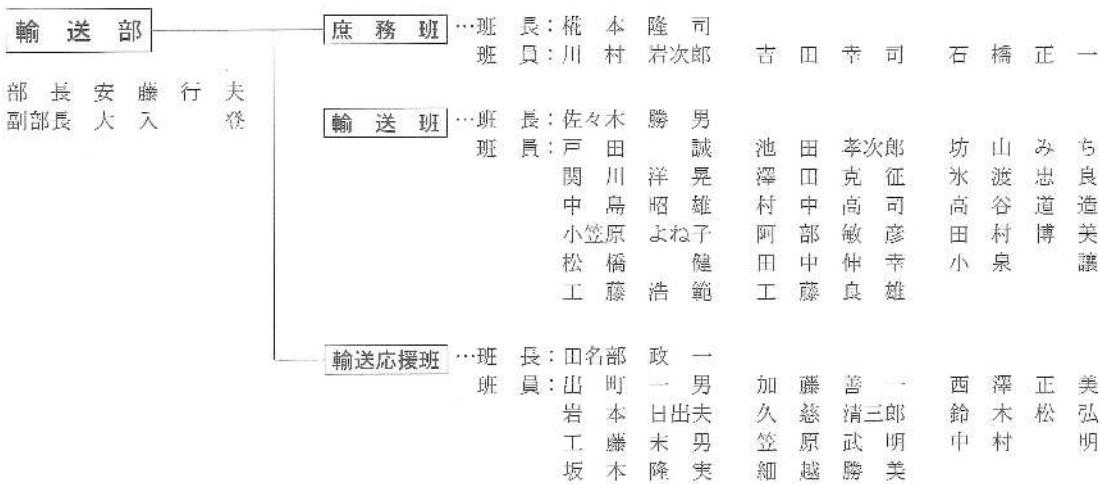 輸送部
部長 安藤行夫
副部長 大入 登
庶務班…班長：椛本隆司
班員：川村岩次郎 吉田幸司 石橋正一
輸送班…班長：佐々木勝男
班員：戸田誠 池田孝次郎 坊山みち
関川洋晃 澤田克征 氷渡忠良
中島昭雄 村中高司 高谷道造
小笠原よね子 阿部敏彦 田村博美
松橋健 田中伸幸 小泉譲
工藤浩範 工藤良雄
輸送応援班…班長：田名部政一
班員：出町一男 加藤善一 西澤正美
岩本日出夫 久慈清三郎 鈴木松弘
工藤末男 笠原武明 中村明
坂本隆実 細越勝美